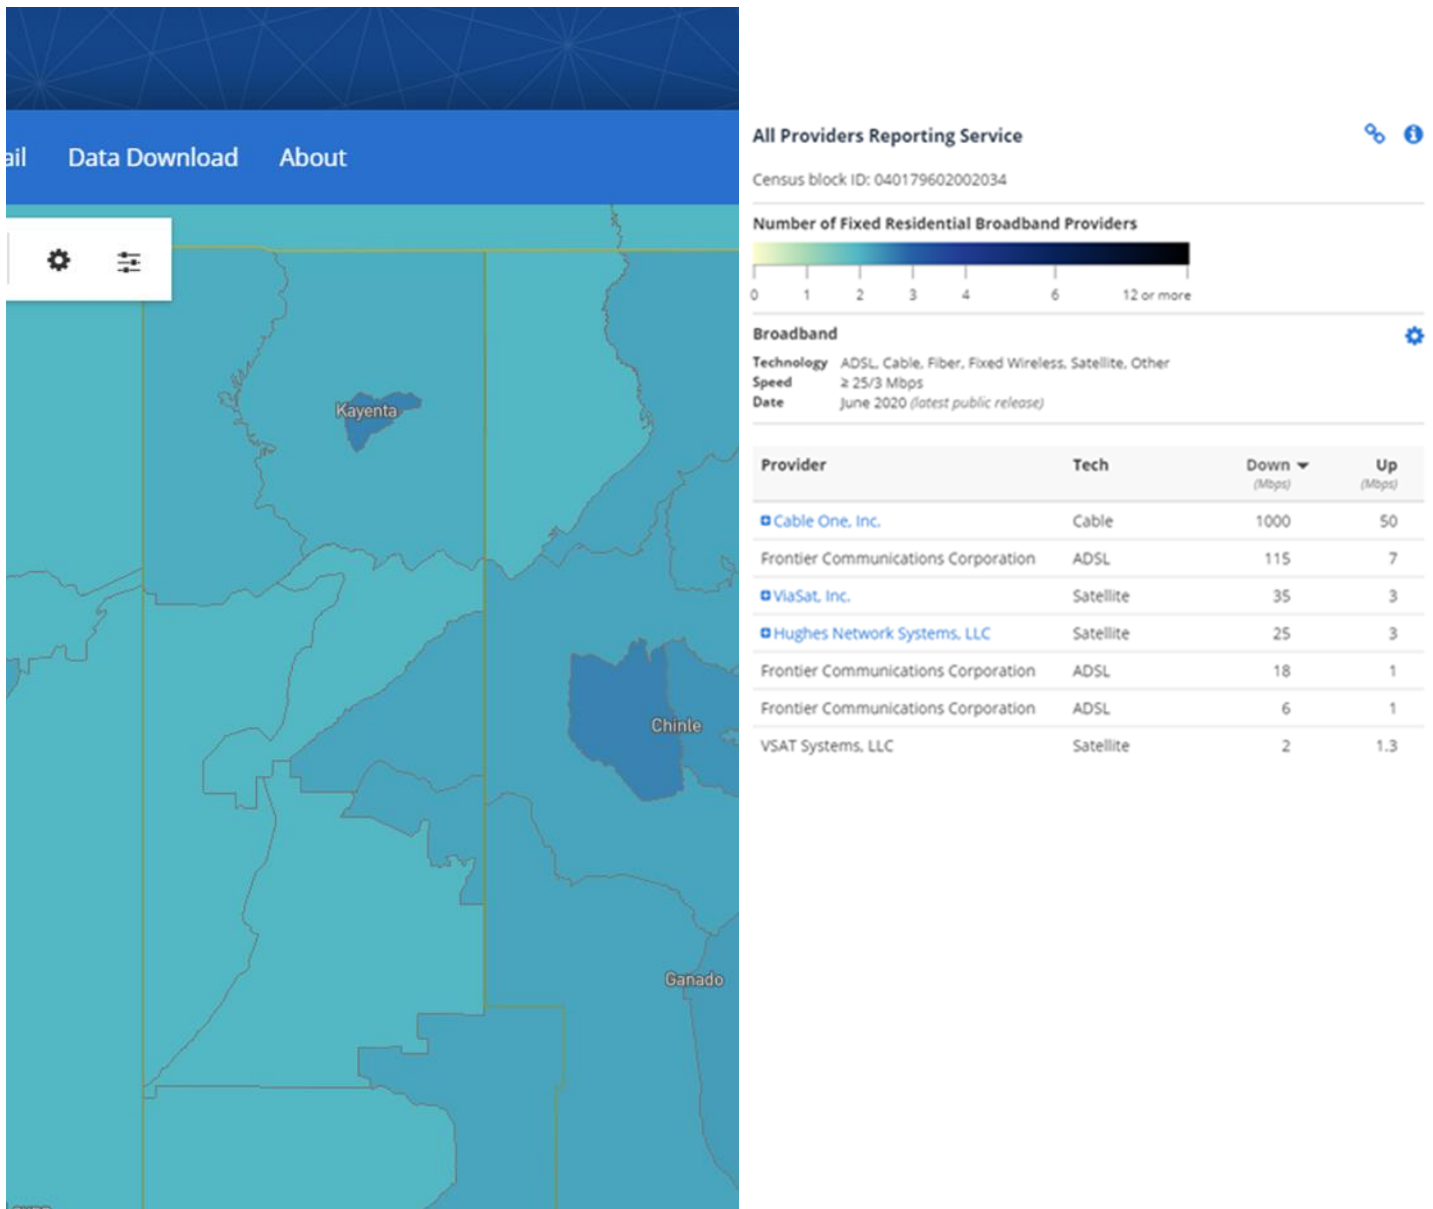 ail Data Download About
Kayenta
Chinle
Ganado
All Providers Reporting Service
Census block ID: 040179602002034
Number of Fixed Residential Broadband Providers
0 1 2 3 4 6 12 or more
Broadband
Technology ADSL, Cable, Fiber, Fixed Wireless, Satellite, Other
Speed ≥ 25/3 Mbps
Date June 2020 (latest public release)
Provider Tech Down Up
(Mbps) (Mbps)
Cable One, Inc. Cable 1000 50
Frontier Communications Corporation ADSL 115 7
ViaSat, Inc. Satellite 35 3
Hughes Network Systems, LLC Satellite 25 3
Frontier Communications Corporation ADSL 18 1
Frontier Communications Corporation ADSL 6 1
VSAT Systems, LLC Satellite 2 1.3